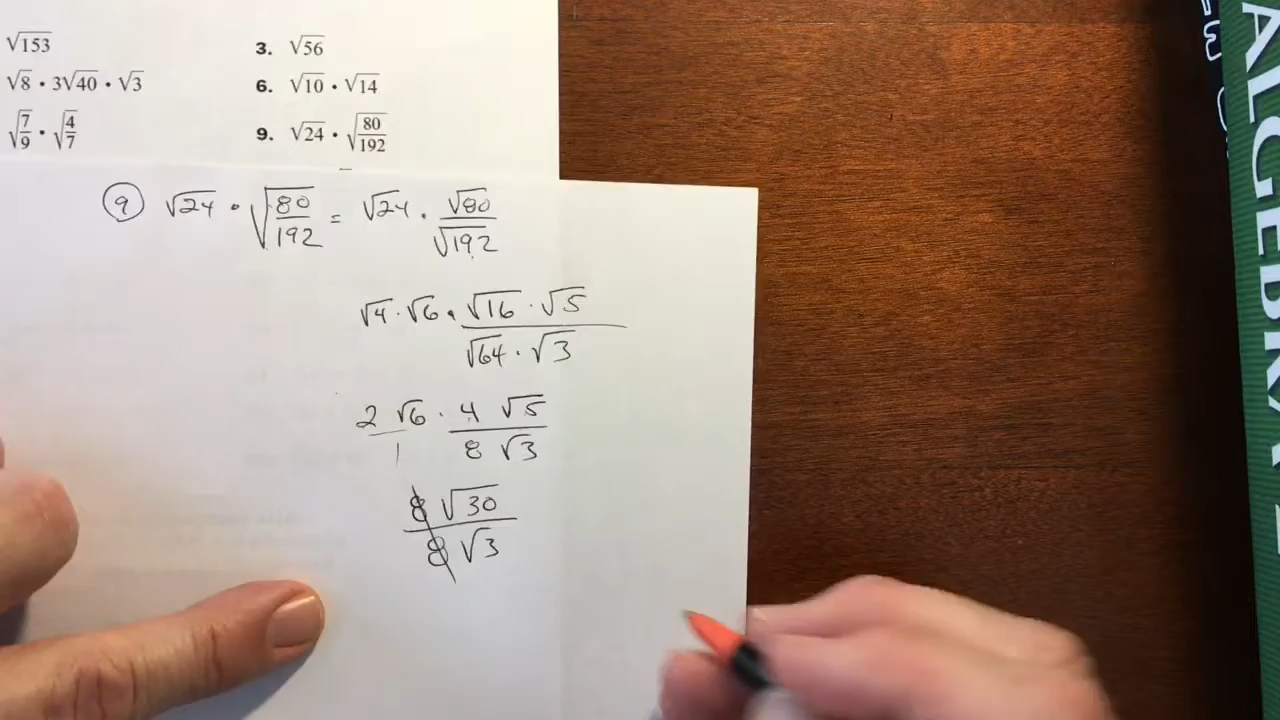 √153
3. √56
√8 · 3√40 · √3
6. √10 · √14
√7/9 · √4/7
9. √24 · √80/192
9 √24 · √80/192 = √24 · √80/√192
√4 · √6 · √16 · √5 / √64 · √3
2√6/1 · 4√5/8√3
8√30/8√3
ALGEBRA 2